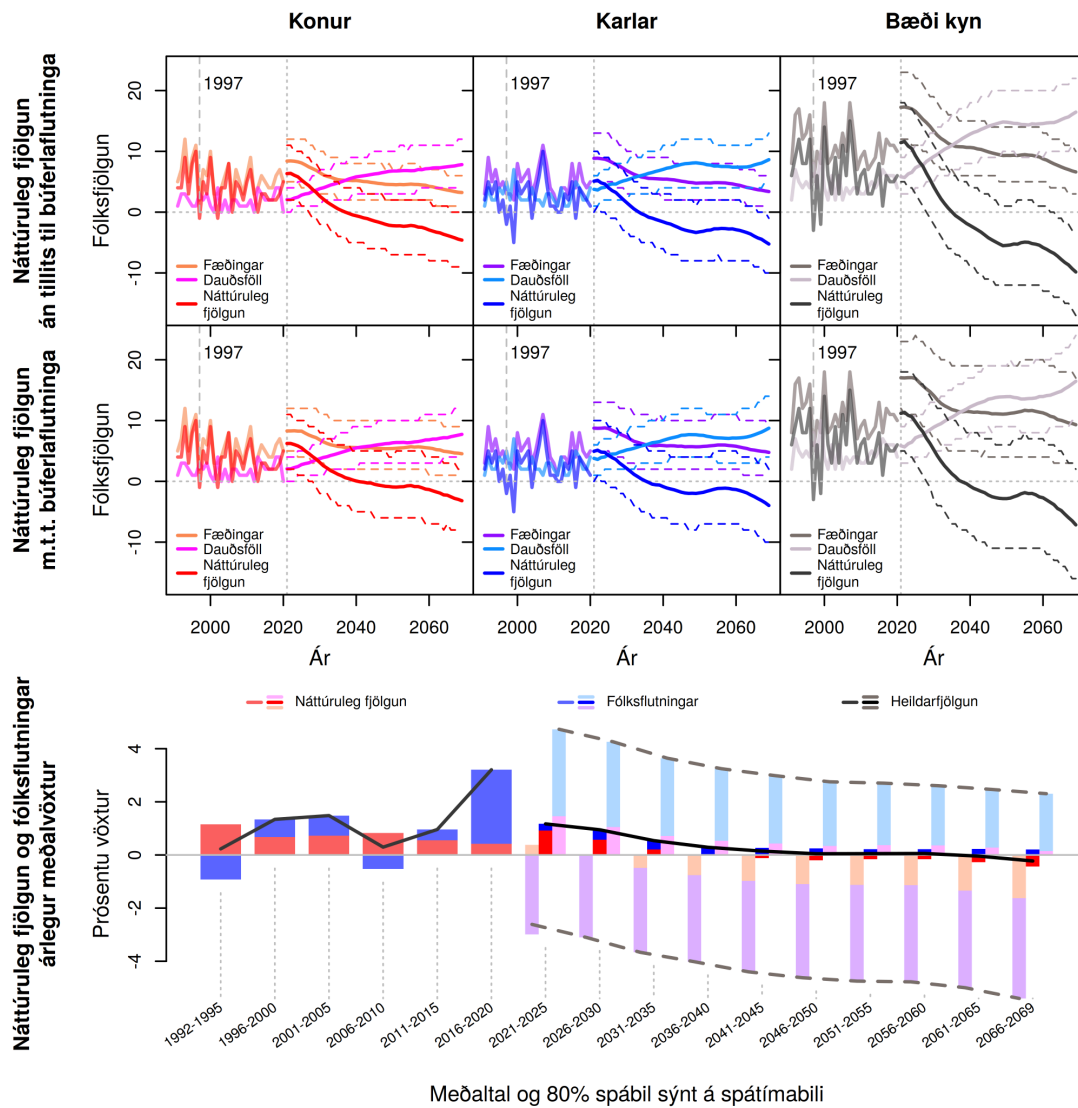 Konur
Karlar
Bæði kyn
Náttúruleg fjölgun
án tillits til búferlaflutninga
Fólksfjölgun
20
10
0
-10
1997
Fæðingar
Dauðsföll
Náttúruleg
fjölgun
1997
Fæðingar
Dauðsföll
Náttúruleg
fjölgun
1997
Fæðingar
Dauðsföll
Náttúruleg
fjölgun
Náttúruleg fjölgun
m.t.t. búferlaflutninga
Fólksfjölgun
20
10
0
-10
1997
Fæðingar
Dauðsföll
Náttúruleg
fjölgun
1997
Fæðingar
Dauðsföll
Náttúruleg
fjölgun
1997
Fæðingar
Dauðsföll
Náttúruleg
fjölgun
2000 2020 2040 2060
2000 2020 2040 2060
2000 2020 2040 2060
Ár
Ár
Ár
Náttúruleg fjölgun og fólksflutningar
árlegur meðalvöxtur
Náttúruleg fjölgun
Fólksflutningar
Heildarfjölgun
Prósentu vöxtur
4
2
0
-2
-4
1992-1995
1996-2000
2001-2005
2006-2010
2011-2015
2016-2020
2021-2025
2026-2030
2031-2035
2036-2040
2041-2045
2046-2050
2051-2055
2056-2060
2061-2065
2066-2069
Meðaltal og 80% spábil sýnt á spátímabili